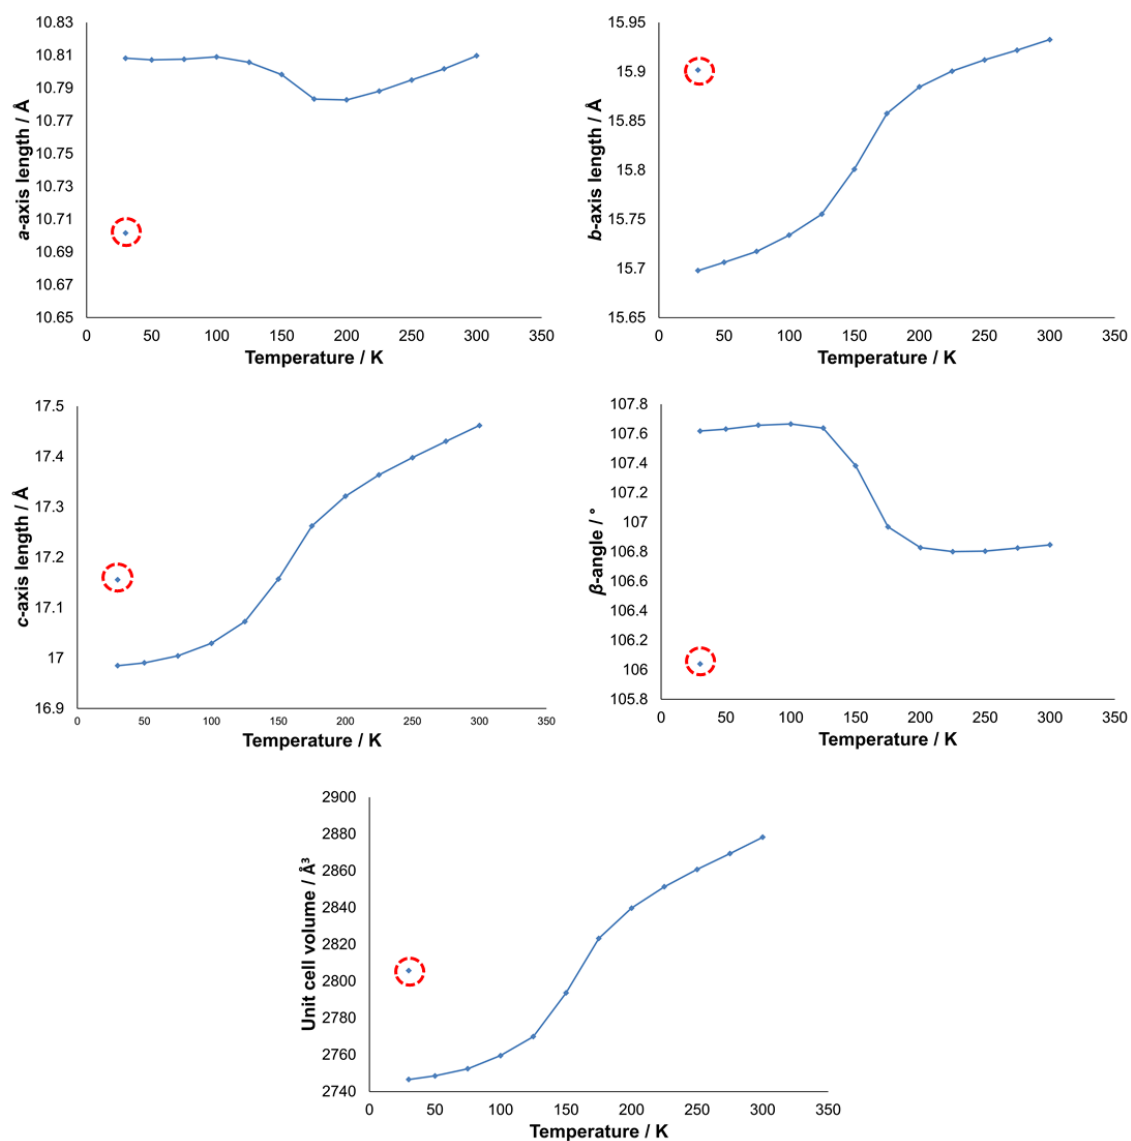 10.83
10.81
10.79
10.77
10.75
10.73
10.71
10.69
10.67
10.65
a-axis length / Å
0 50 100 150 200 250 300 350
Temperature / K
15.95
15.9
15.85
15.8
15.75
15.7
15.65
b-axis length / Å
0 50 100 150 200 250 300 350
Temperature / K
17.5
17.4
17.3
17.2
17.1
17
16.9
c-axis length / Å
0 50 100 150 200 250 300 350
Temperature / K
107.8
107.6
107.4
107.2
107
106.8
106.6
106.4
106.2
106
105.8
β-angle / °
0 50 100 150 200 250 300 350
Temperature / K
2900
2880
2860
2840
2820
2800
2780
2760
2740
Unit cell volume / Å³
0 50 100 150 200 250 300 350
Temperature / K